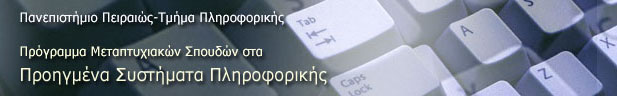 Πανεπιστήμιο Πειραιώς-Τμήμα Πληροφορικής
Πρόγραμμα Μεταπτυχιακών Σπουδών στα
Προηγμένα Συστήματα Πληροφορικής
Tab
Caps
Lock
Q
A
Z
S
X